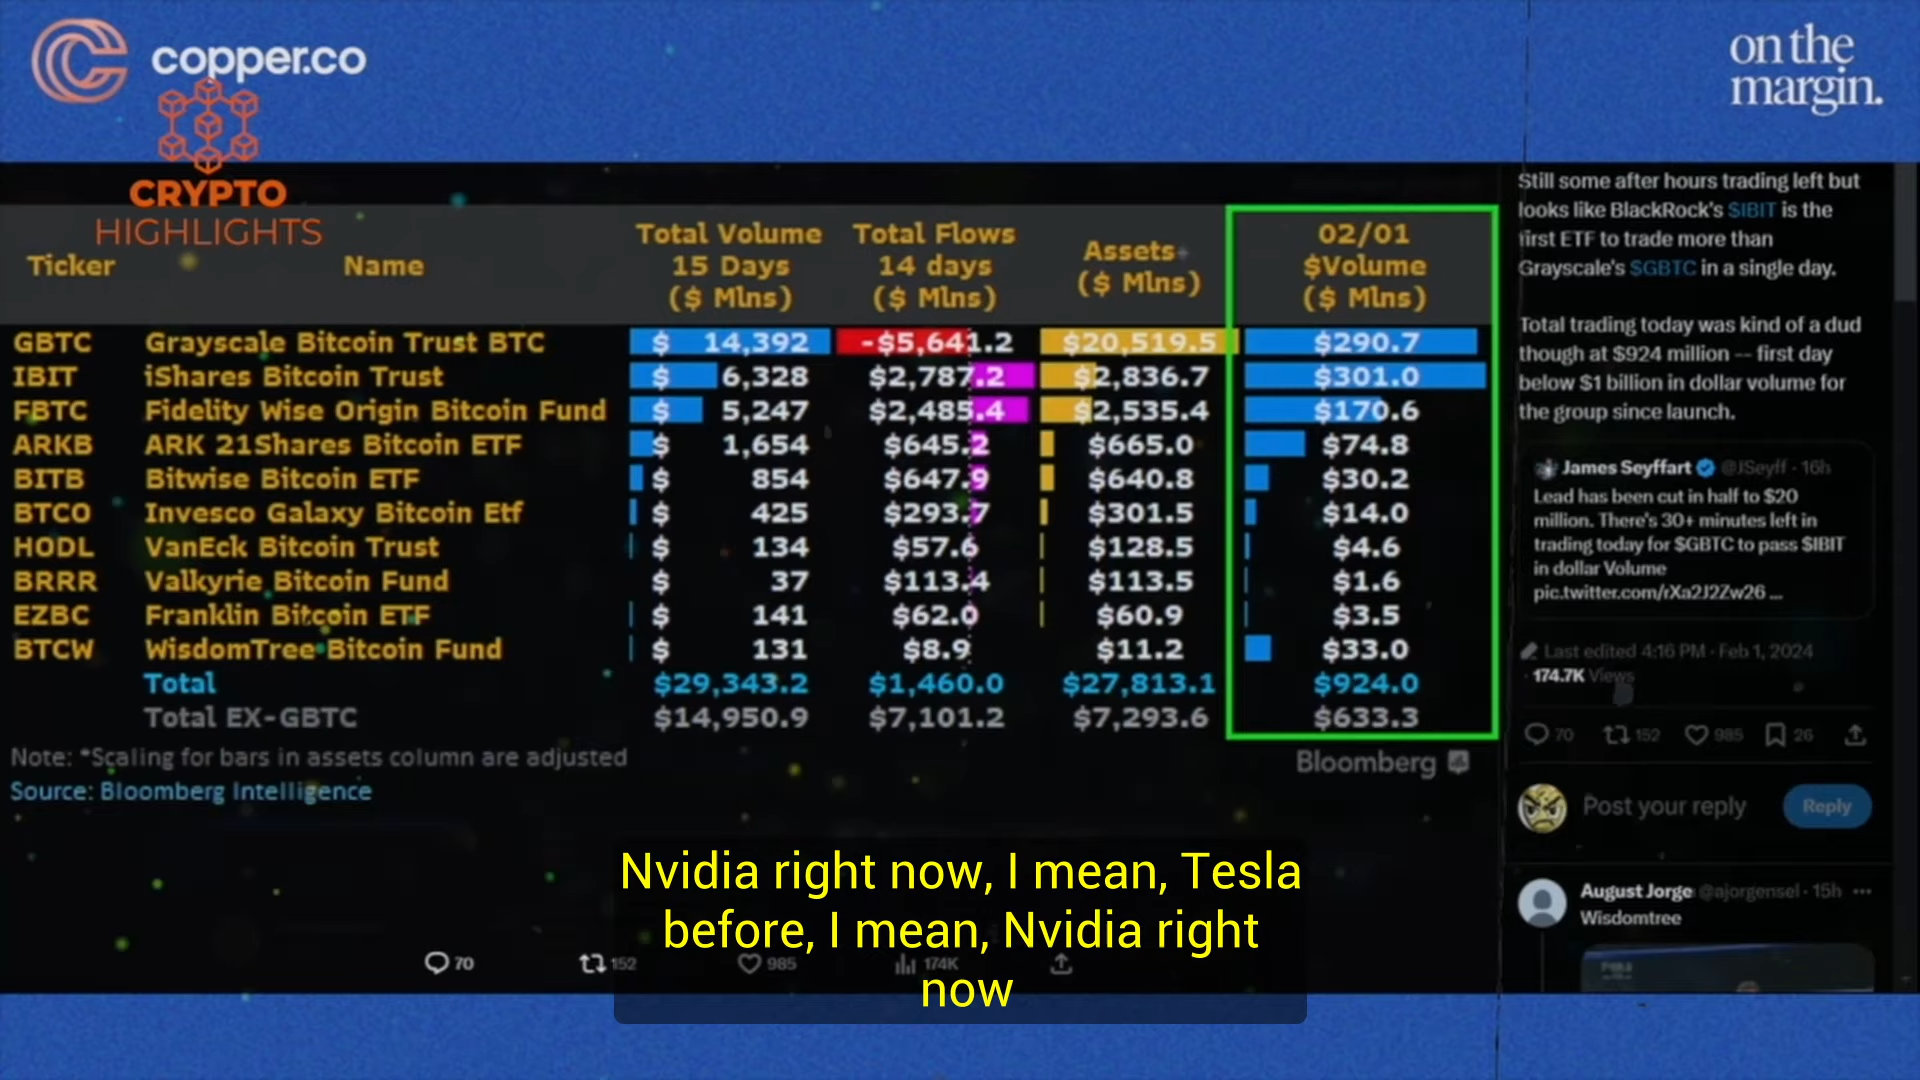 copper.co
on the
margin.
CRYPTO
HIGHLIGHTS
Ticker Name Total Volume 15 Days ($ Mlns) Total Flows 14 days ($ Mlns) Assets ($ Mlns) 02/01 $Volume ($ Mlns)
GBTC Grayscale Bitcoin Trust BTC $ 14,392 -$5,641.2 $20,519.5 $290.7
IBIT iShares Bitcoin Trust $ 6,328 $2,787.2 $2,836.7 $301.0
FBTC Fidelity Wise Origin Bitcoin Fund $ 5,247 $2,485.4 $2,535.4 $170.6
ARKB ARK 21Shares Bitcoin ETF $ 1,654 $645.2 $665.0 $74.8
BITB Bitwise Bitcoin ETF $ 854 $647.9 $640.8 $30.2
BTCO Invesco Galaxy Bitcoin Etf $ 425 $293.7 $301.5 $14.0
HODL VanEck Bitcoin Trust $ 134 $57.6 $128.5 $4.6
BRRR Valkyrie Bitcoin Fund $ 37 $113.4 $113.5 $1.6
EZBC Franklin Bitcoin ETF $ 141 $62.0 $60.9 $3.5
BTCW WisdomTree Bitcoin Fund $ 131 $8.9 $11.2 $33.0
Total $29,343.2 $1,460.0 $27,813.1 $924.0
Total EX-GBTC $14,950.9 $7,101.2 $7,293.6 $633.3
Note: *Scaling for bars in assets column are adjusted
Bloomberg
Source: Bloomberg Intelligence
70 152 985 174K
Still some after hours trading left but
looks like BlackRock's $IBIT is the
first ETF to trade more than
Grayscale's $GBTC in a single day.
Total trading today was kind of a dud
though at $924 million -- first day
below $1 billion in dollar volume for
the group since launch.
James Seyffart @JSeyff · 16h
Lead has been cut in half to $20
million. There's 30+ minutes left in
trading today for $GBTC to pass $IBIT
in dollar Volume
pic.twitter.com/rXa2J2Zw26 ...
Last edited 4:16 PM · Feb 1, 2024
· 174.7K Views
70 152 985 26
Post your reply Reply
August Jorge @ajorgensel · 15h ...
Wisdomtree
Nvidia right now, I mean, Tesla
before, I mean, Nvidia right
now